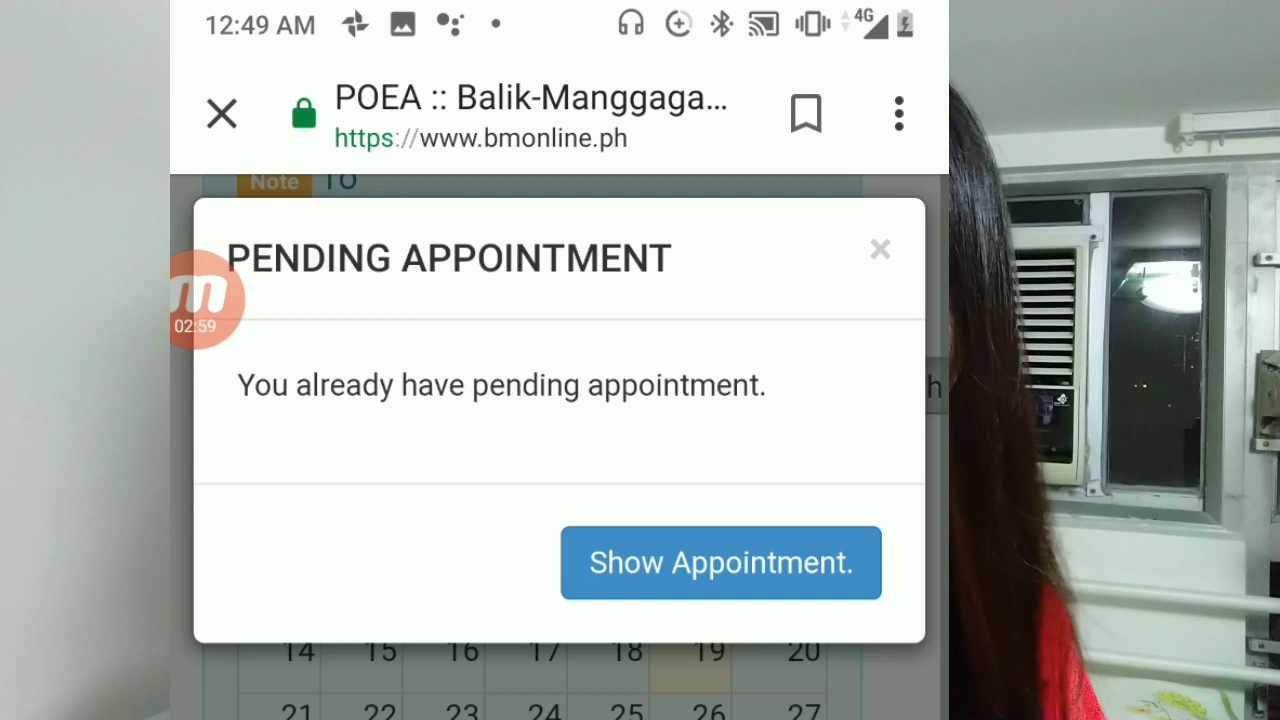 12:49 AM
4G
POEA :: Balik-Manggaga...
https://www.bmonline.ph
Note TO
PENDING APPOINTMENT
×
02:59
You already have pending appointment.
h
Show Appointment.
14 15 16 17 18 19 20
21 22 23 24 25 26 27